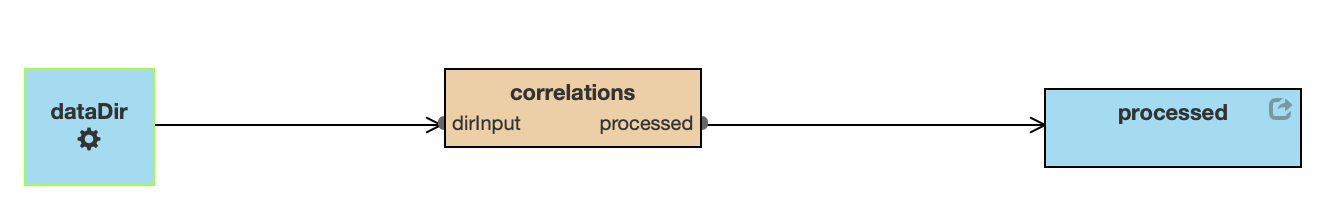 dataDir
correlations
dirInput processed
processed